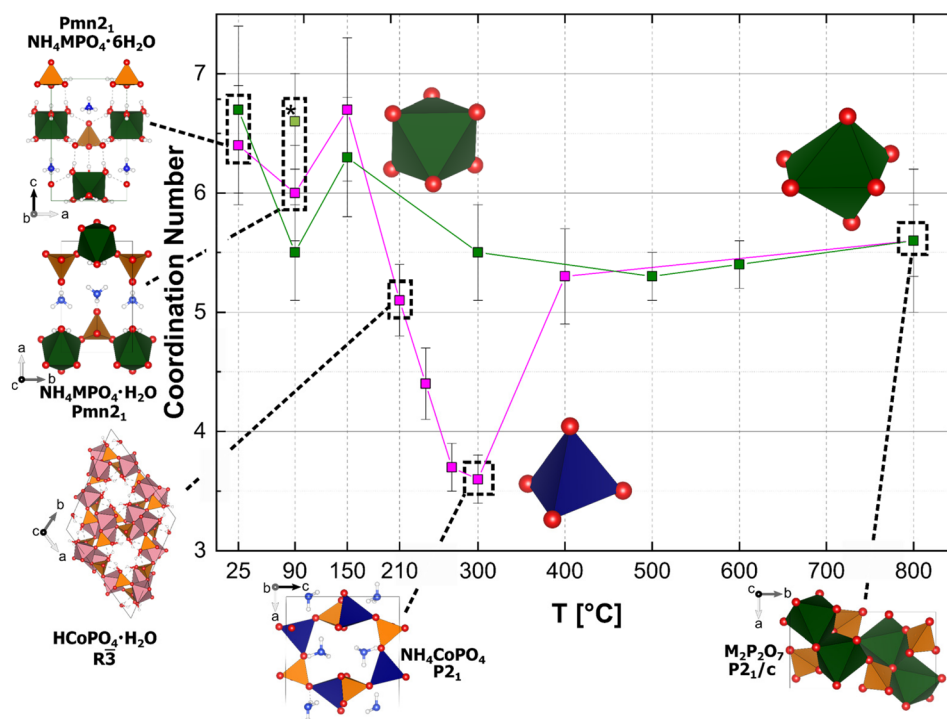 Pmn2₁
NH₄MPO₄·6H₂O
c
b
a
a
c
b
NH₄MPO₄·H₂O
Pmn2₁
b
c
a
HCoPO₄·H₂O
R3̅
Coordination Number
7
6
5
4
3
*
25
90
150
210
300
400
500
600
700
800
T [°C]
b
c
a
NH₄CoPO₄
P2₁
c
b
a
M₂P₂O₇
P2₁/c